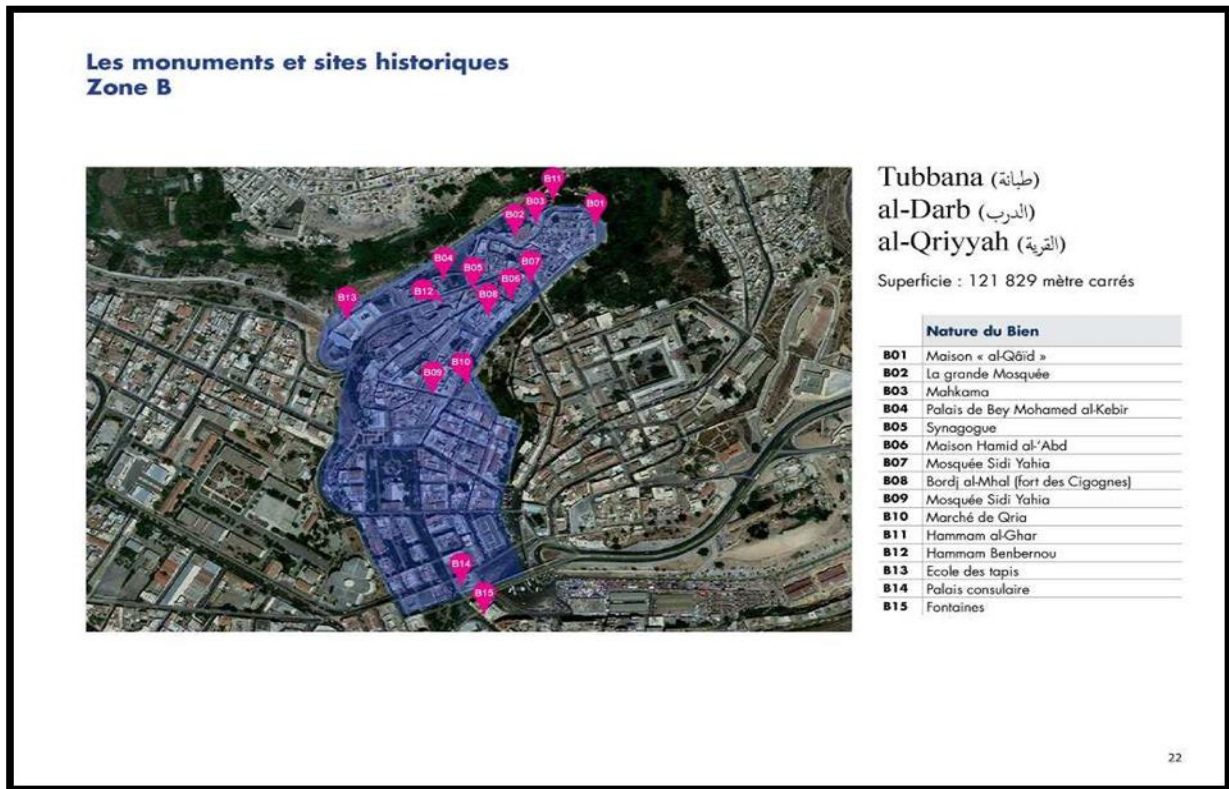 Les monuments et sites historiques
Zone B
B11
B03
B01
B02
B04
B05
B07
B06
B12
B13
B08
B10
B09
B14
B15
Tubbana (طبانة)
al-Darb (الدرب)
al-Qriyyah (القرية)
Superficie : 121 829 mètre carrés
Nature du Bien
B01 Maison « al-Qâïd »
B02 La grande Mosquée
B03 Mahkama
B04 Palais de Bey Mohamed al-Kebir
B05 Synagogue
B06 Maison Hamid al-'Abd
B07 Mosquée Sidi Yahia
B08 Bordj al-Mhal (fort des Cigognes)
B09 Mosquée Sidi Yahia
B10 Marché de Qria
B11 Hammam al-Ghar
B12 Hammam Benbernou
B13 Ecole des tapis
B14 Palais consulaire
B15 Fontaines
22